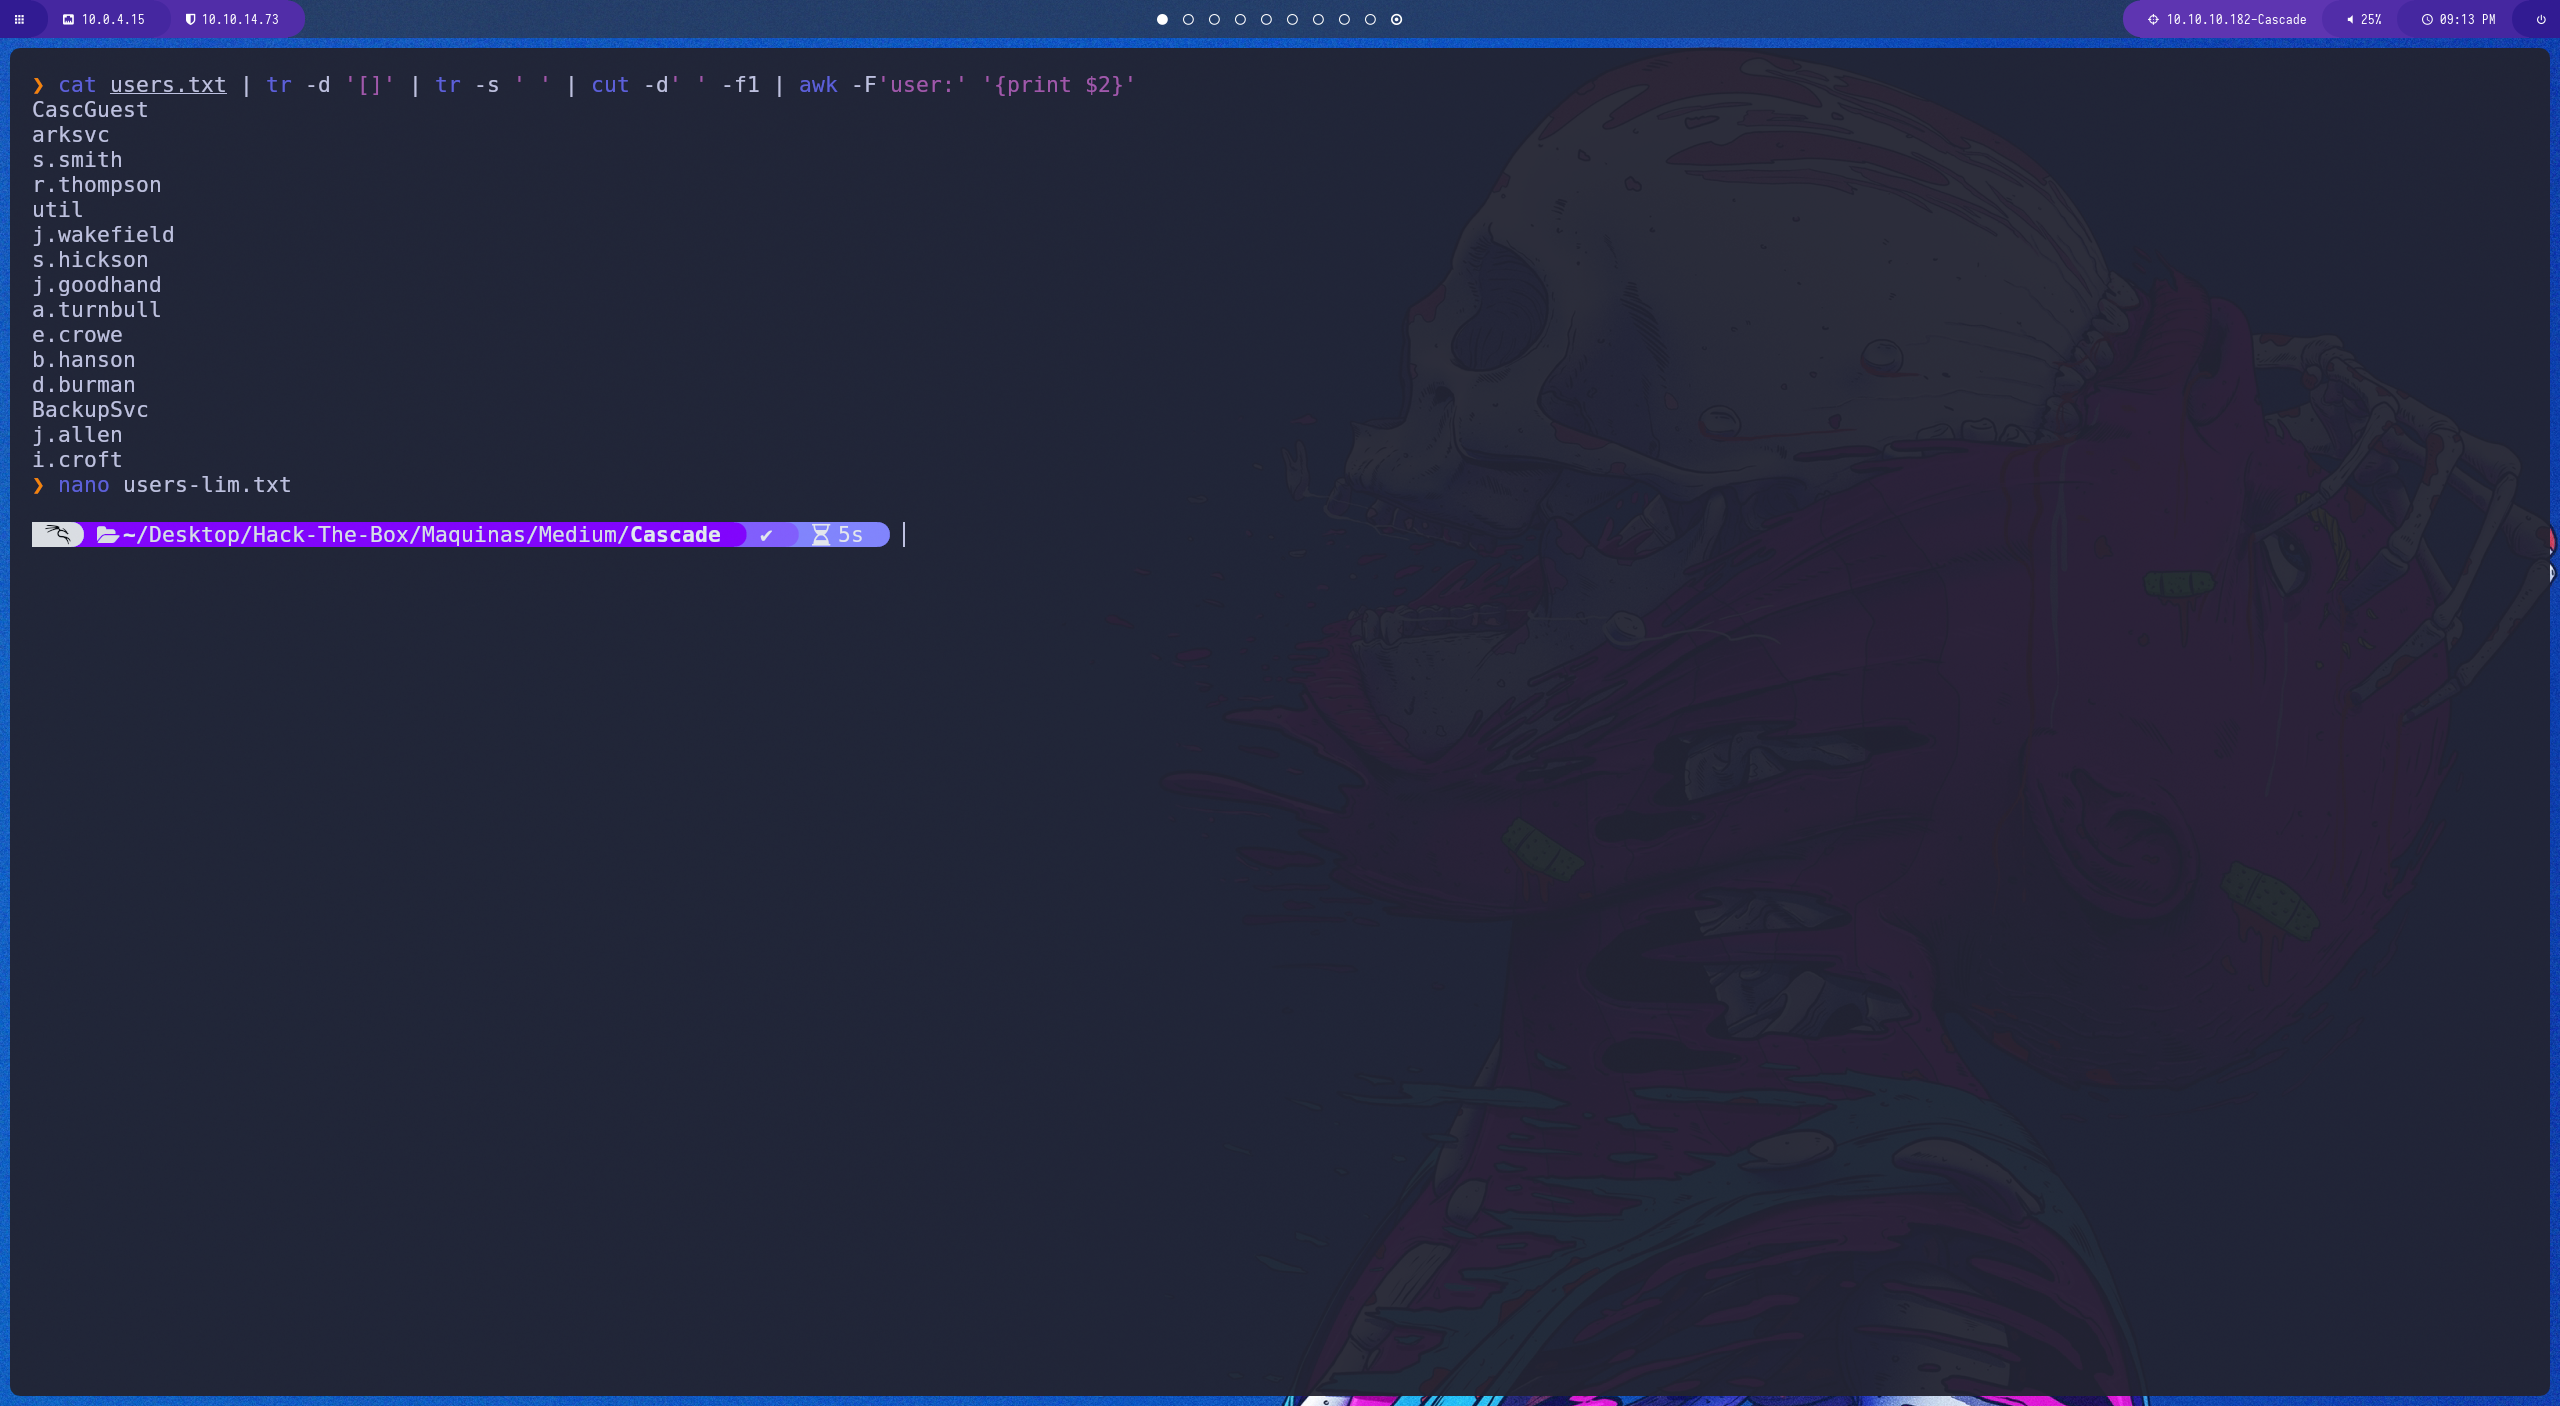 10.0.4.15 10.10.14.73 10.10.10.182-Cascade 25% 09:13 PM
❯ cat users.txt | tr -d '[]' | tr -s ' ' | cut -d' ' -f1 | awk -F'user:' '{print $2}'
CascGuest
arksvc
s.smith
r.thompson
util
j.wakefield
s.hickson
j.goodhand
a.turnbull
e.crowe
b.hanson
d.burman
BackupSvc
j.allen
i.croft
❯ nano users-lim.txt
~/Desktop/Hack-The-Box/Maquinas/Medium/Cascade ✔ 5s